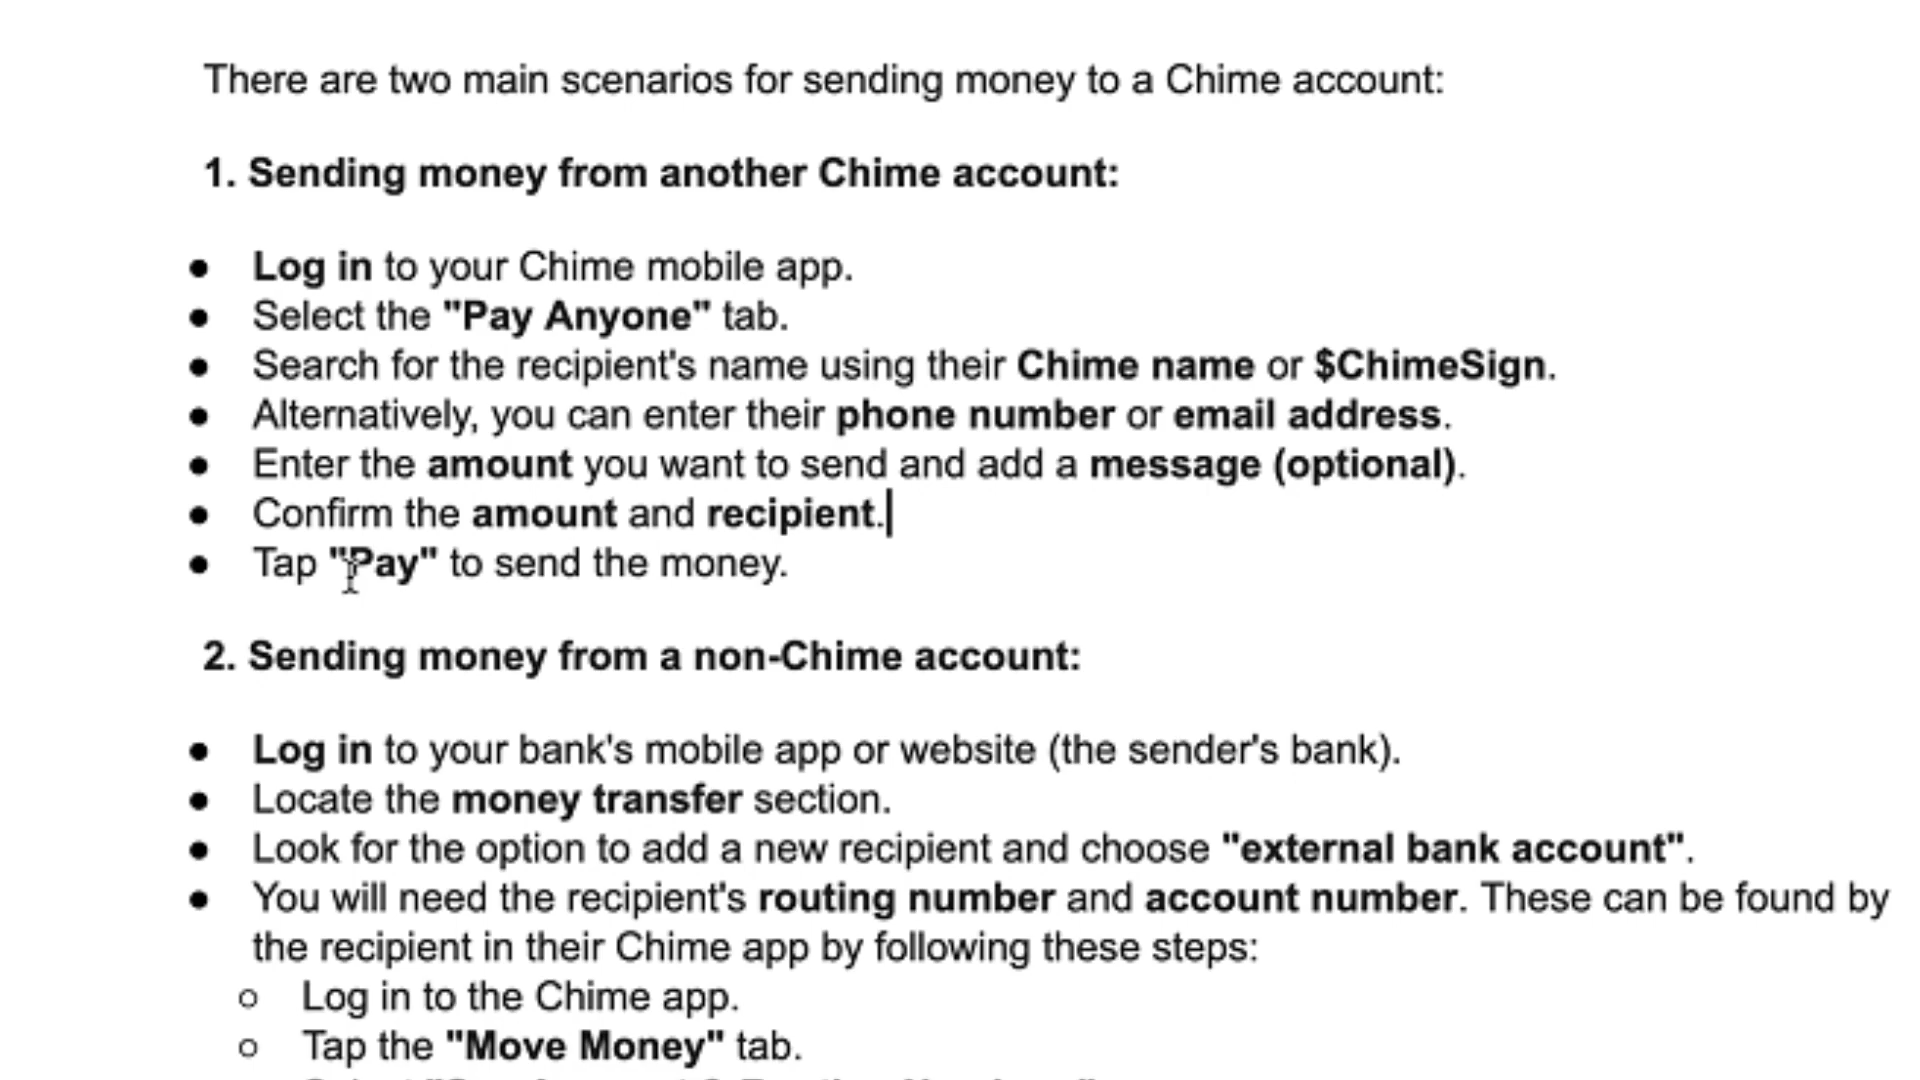 There are two main scenarios for sending money to a Chime account:
1. Sending money from another Chime account:
● Log in to your Chime mobile app.
● Select the "Pay Anyone" tab.
● Search for the recipient's name using their Chime name or $ChimeSign.
● Alternatively, you can enter their phone number or email address.
● Enter the amount you want to send and add a message (optional).
● Confirm the amount and recipient.
● Tap "Pay" to send the money.
2. Sending money from a non-Chime account:
● Log in to your bank's mobile app or website (the sender's bank).
● Locate the money transfer section.
● Look for the option to add a new recipient and choose "external bank account".
● You will need the recipient's routing number and account number. These can be found by
the recipient in their Chime app by following these steps:
○ Log in to the Chime app.
○ Tap the "Move Money" tab.